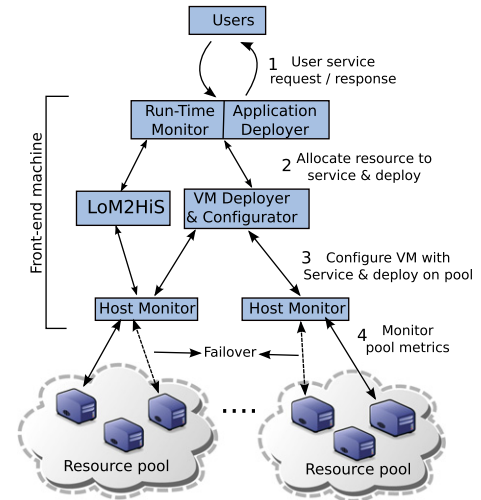 Users
1 User service
request / response
Run-Time
Monitor
Application
Deployer
2 Allocate resource to
service & deploy
Front-end machine
LoM2HiS
VM Deployer
& Configurator
3 Configure VM with
Service & deploy on pool
Host Monitor
Host Monitor
4 Monitor
pool metrics
Failover
....
Resource pool
Resource pool